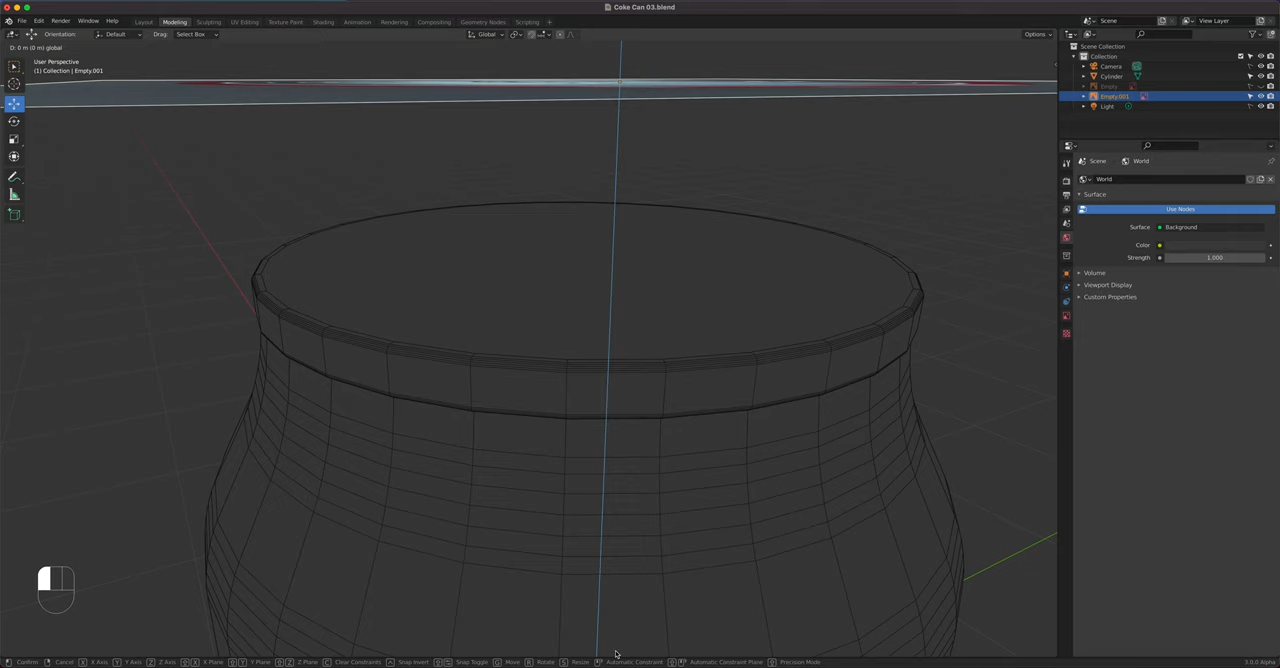 Coke Can 03.blend
File Edit Render Window Help Layout Modeling Sculpting UV Editing Texture Paint Shading Animation Rendering Compositing Geometry Nodes Scripting + Scene View Layer
Orientation: Default Drag: Select Box Global Options
D: 0 m (0 m) global
User Perspective
(1) Collection | Empty.001
Scene Collection
Collection
Camera
Cylinder
Empty
Empty.001
Light
Scene World
World
Surface
Use Nodes
Surface Background
Color
Strength 1.000
Volume
Viewport Display
Custom Properties
Confirm Cancel X X Axis Y Y Axis Z Z Axis X X Plane Y Y Plane Z Z Plane C Clear Constraints Snap Invert Snap Toggle G Move R Rotate S Resize Automatic Constraint Automatic Constraint Plane Precision Mode 3.0.0 Alpha